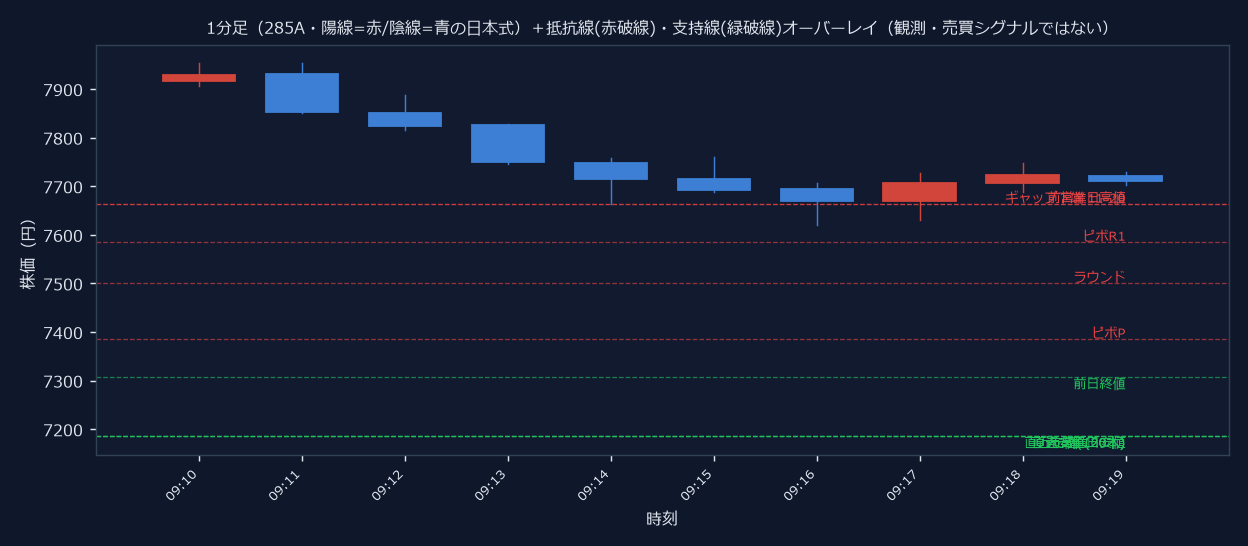 1分足（285A・陽線=赤/陰線=青の日本式）＋抵抗線(赤破線)・支持線(緑破線)オーバーレイ（観測・売買シグナルではない）
株価（円）
7900
7800
7700
7600
7500
7400
7300
7200
ピボR1
ラウンド
ピボP
前日終値
09:10
09:11
09:12
09:13
09:14
09:15
09:16
09:17
09:18
09:19
時刻